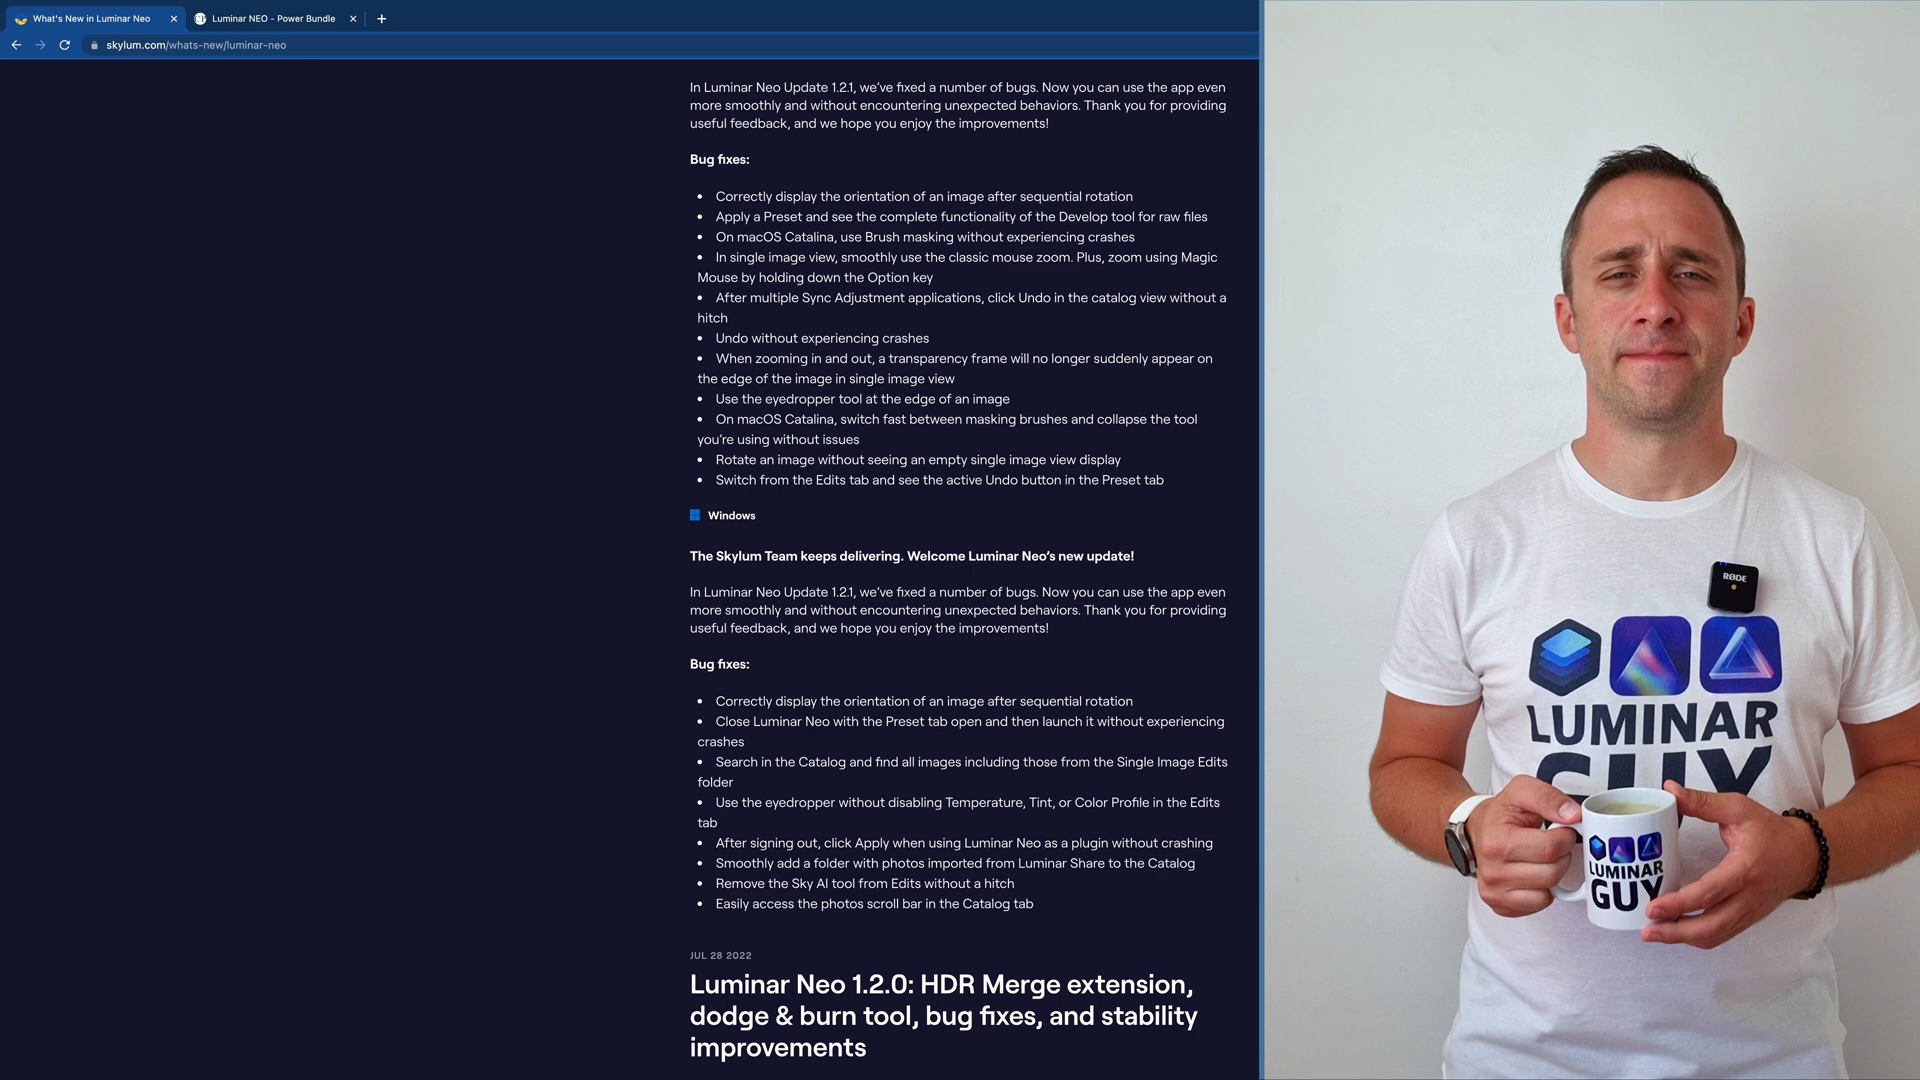 What's New in Luminar Neo
Luminar NEO - Power Bundle
skylum.com/whats-new/luminar-neo
In Luminar Neo Update 1.2.1, we’ve fixed a number of bugs. Now you can use the app even
more smoothly and without encountering unexpected behaviors. Thank you for providing
useful feedback, and we hope you enjoy the improvements!
Bug fixes:
• Correctly display the orientation of an image after sequential rotation
• Apply a Preset and see the complete functionality of the Develop tool for raw files
• On macOS Catalina, use Brush masking without experiencing crashes
• In single image view, smoothly use the classic mouse zoom. Plus, zoom using Magic
Mouse by holding down the Option key
• After multiple Sync Adjustment applications, click Undo in the catalog view without a
hitch
• Undo without experiencing crashes
• When zooming in and out, a transparency frame will no longer suddenly appear on
the edge of the image in single image view
• Use the eyedropper tool at the edge of an image
• On macOS Catalina, switch fast between masking brushes and collapse the tool
you’re using without issues
• Rotate an image without seeing an empty single image view display
• Switch from the Edits tab and see the active Undo button in the Preset tab
Windows
The Skylum Team keeps delivering. Welcome Luminar Neo’s new update!
In Luminar Neo Update 1.2.1, we’ve fixed a number of bugs. Now you can use the app even
more smoothly and without encountering unexpected behaviors. Thank you for providing
useful feedback, and we hope you enjoy the improvements!
Bug fixes:
• Correctly display the orientation of an image after sequential rotation
• Close Luminar Neo with the Preset tab open and then launch it without experiencing
crashes
• Search in the Catalog and find all images including those from the Single Image Edits
folder
• Use the eyedropper without disabling Temperature, Tint, or Color Profile in the Edits
tab
• After signing out, click Apply when using Luminar Neo as a plugin without crashing
• Smoothly add a folder with photos imported from Luminar Share to the Catalog
• Remove the Sky AI tool from Edits without a hitch
• Easily access the photos scroll bar in the Catalog tab
JUL 28 2022
Luminar Neo 1.2.0: HDR Merge extension,
dodge & burn tool, bug fixes, and stability
improvements
RØDE
LUMINAR
GUY
LUMINAR
GUY